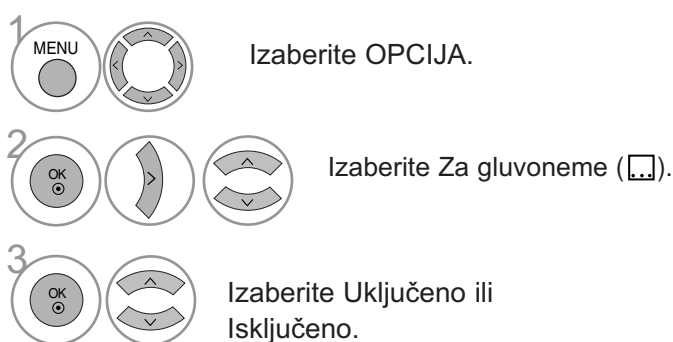 1
MENU
Izaberite OPCIJA.
2
OK
Izaberite Za gluvoneme (...).
3
OK
Izaberite Uključeno ili
Isključeno.